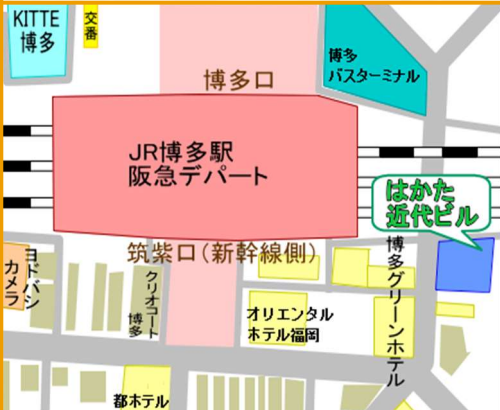 KITTE
博多
交番
博多口
博多
バスターミナル
JR博多駅
阪急デパート
はかた
近代ビル
筑紫口(新幹線側)
ヨドバシ
カメラ
クリオコート
博多
オリエンタル
ホテル福岡
博多グリーンホテル
都ホテル